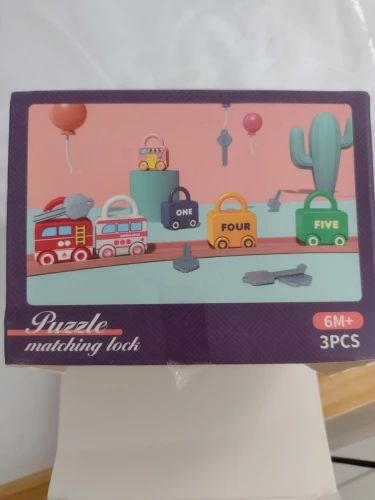 ONE
FOUR
FIVE
Puzzle
matching lock
6M+
3PCS